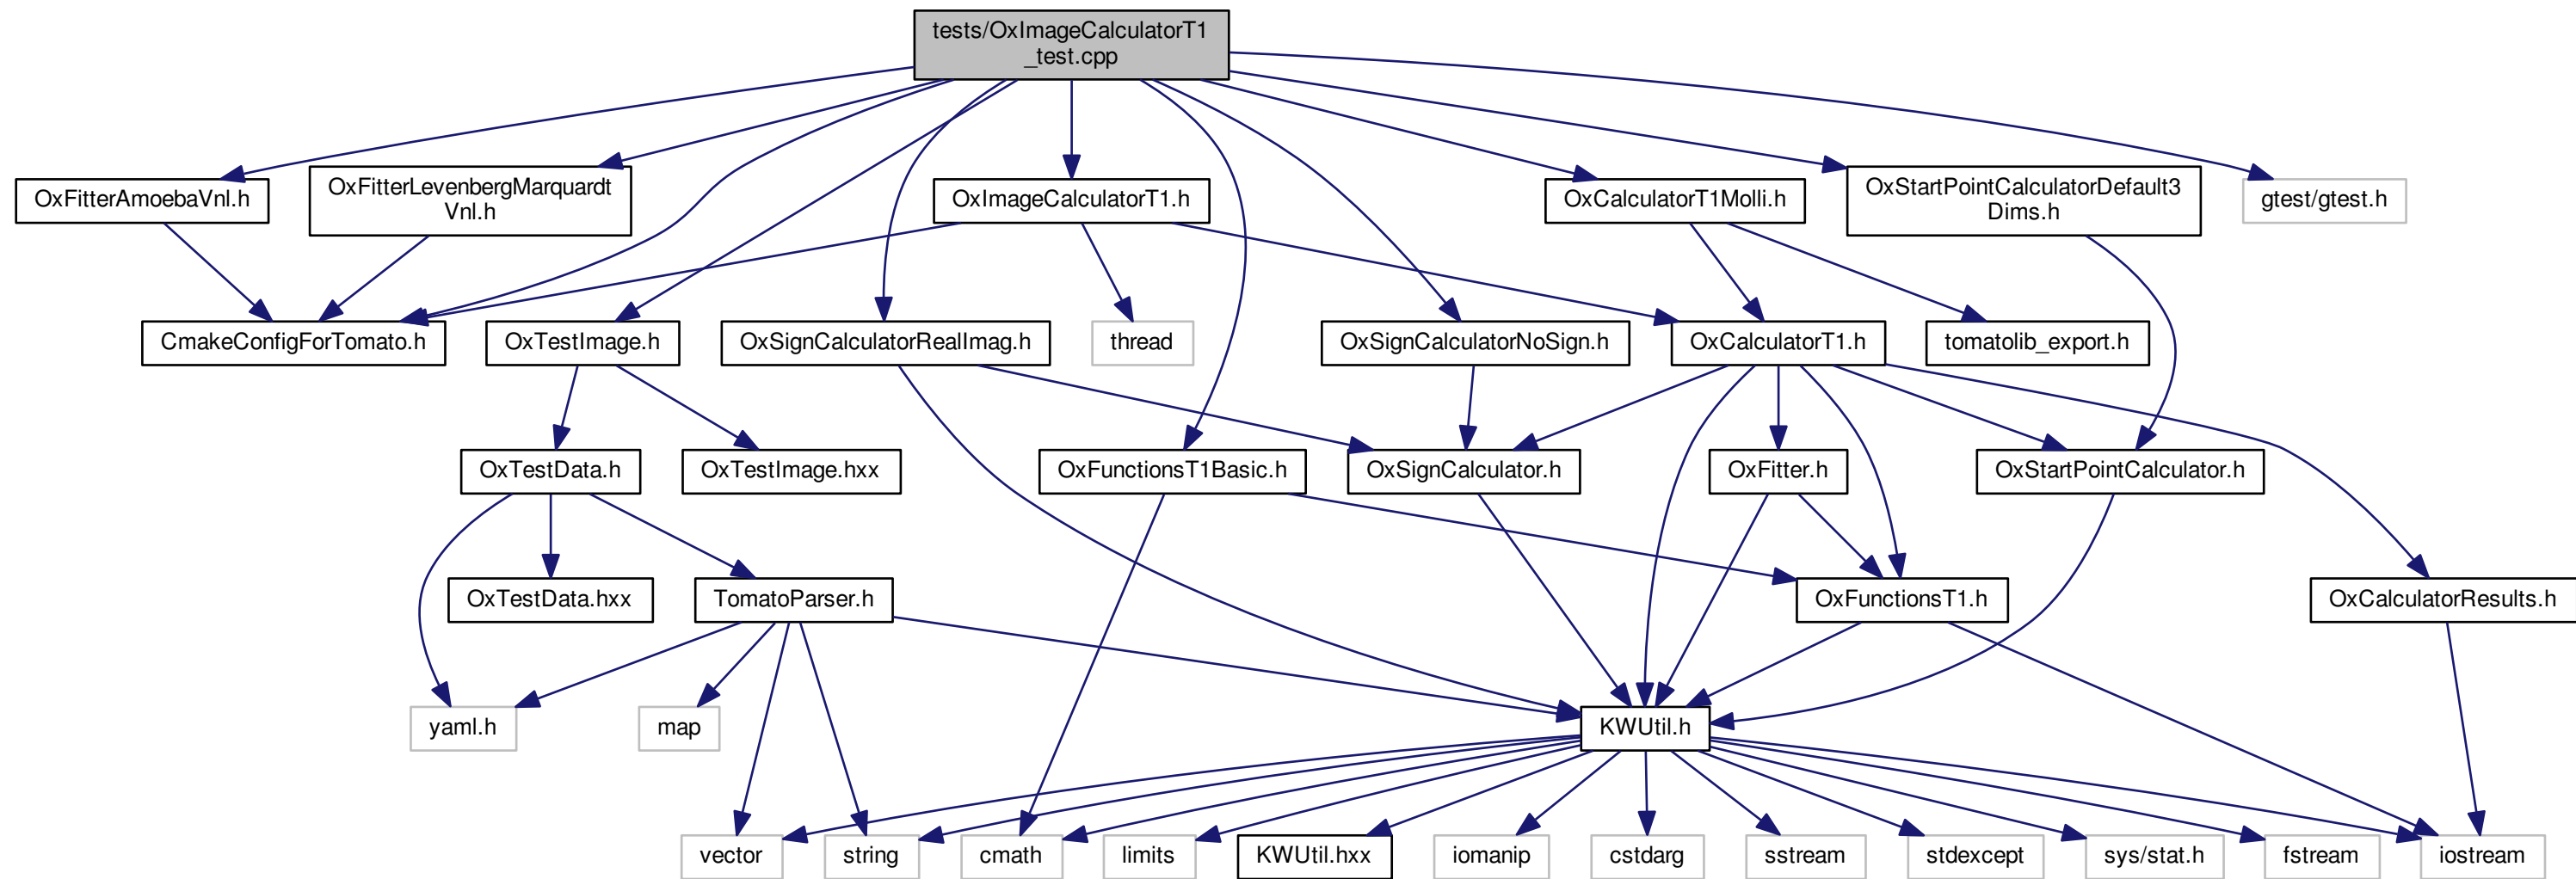 tests/OxImageCalculatorT1
_test.cpp
OxFitterAmoebaVnl.h
OxFitterLevenbergMarquardt
Vnl.h
OxImageCalculatorT1.h
OxCalculatorT1Molli.h
OxStartPointCalculatorDefault3
Dims.h
gtest/gtest.h
CmakeConfigForTomato.h
OxTestImage.h
OxSignCalculatorRealImag.h
thread
OxSignCalculatorNoSign.h
OxCalculatorT1.h
tomatolib_export.h
OxTestData.h
OxTestImage.hxx
OxFunctionsT1Basic.h
OxSignCalculator.h
OxFitter.h
OxStartPointCalculator.h
OxTestData.hxx
TomatoParser.h
OxFunctionsT1.h
OxCalculatorResults.h
yaml.h
map
KWUtil.h
vector
string
cmath
limits
KWUtil.hxx
iomanip
cstdarg
sstream
stdexcept
sys/stat.h
fstream
iostream